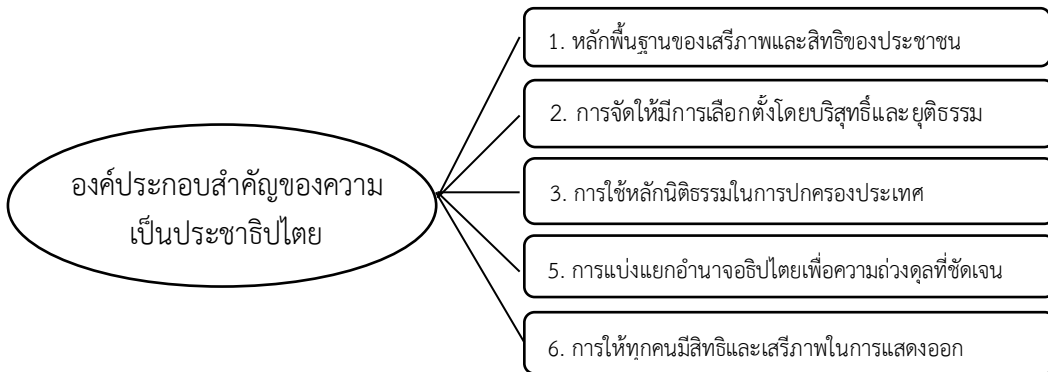 องค์ประกอบสำคัญของความ
เป็นประชาธิปไตย
1. หลักพื้นฐานของเสรีภาพและสิทธิของประชาชน
2. การจัดให้มีการเลือกตั้งโดยบริสุทธิ์และยุติธรรม
3. การใช้หลักนิติธรรมในการปกครองประเทศ
5. การแบ่งแยกอำนาจอธิปไตยเพื่อความถ่วงดุลที่ชัดเจน
6. การให้ทุกคนมีสิทธิและเสรีภาพในการแสดงออก